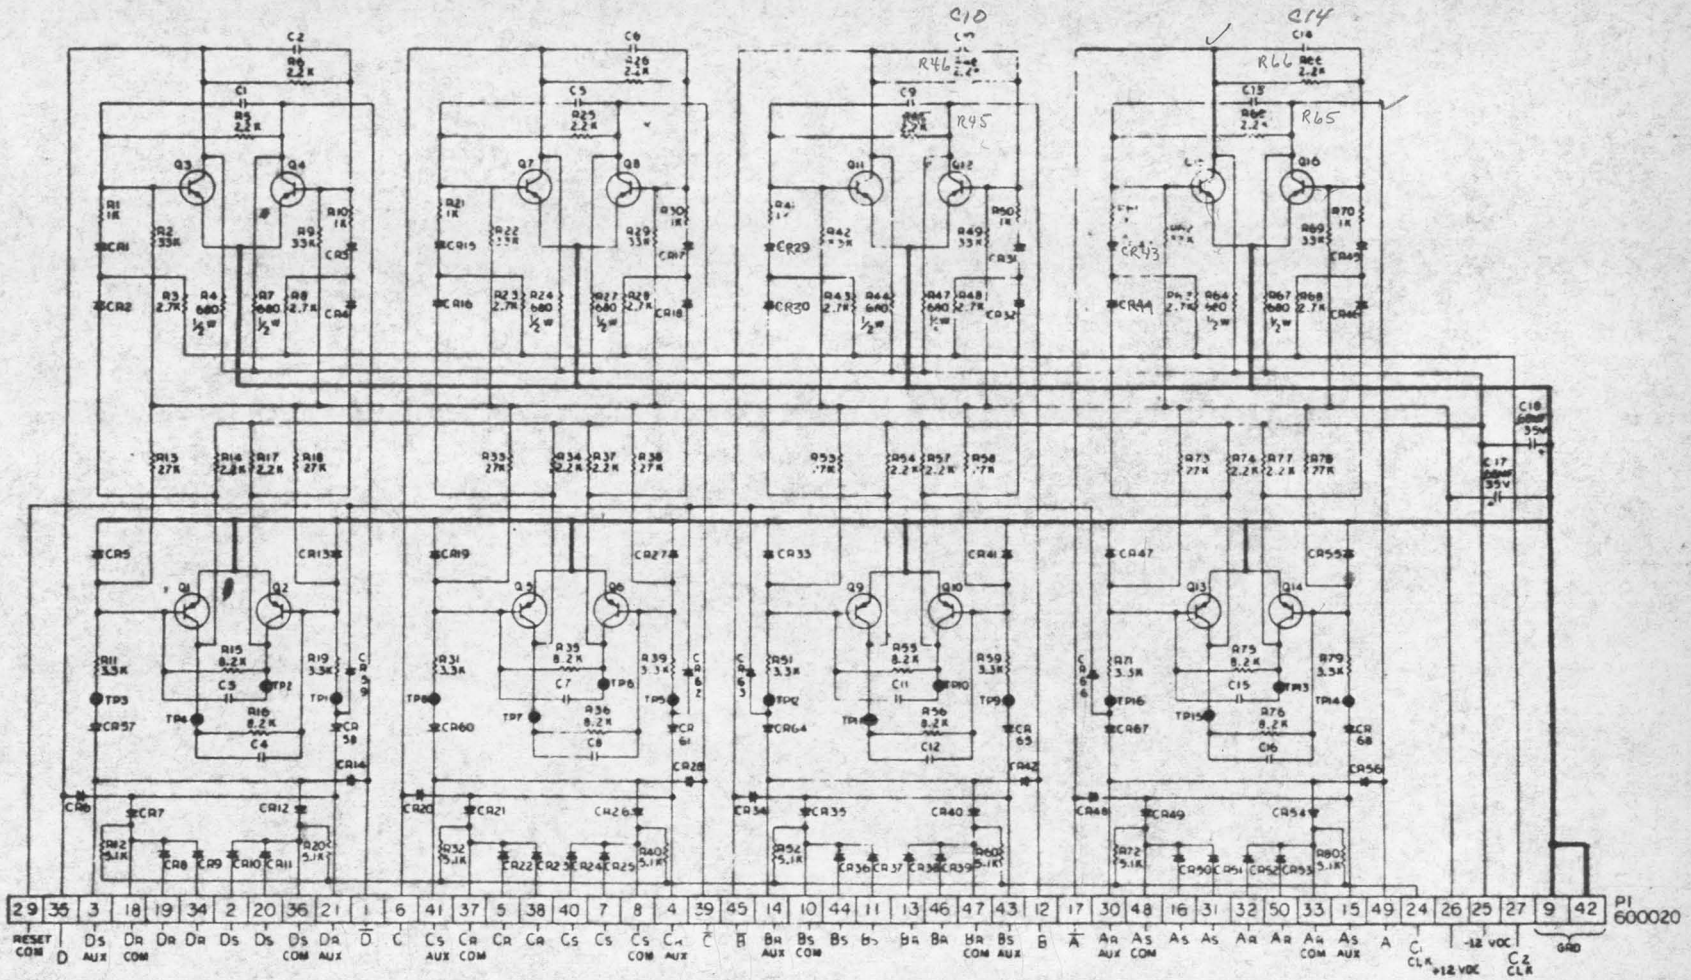 C10 C14
C2 C6 C14
R6 R26 R46 R66
2.2K 2.2K
C1 C5 C9 C13
R5 R25 R45 R65
2.2K 2.2K 2.2K
Q3 Q4 Q7 Q8 Q11 Q12 Q16
R1 R10 R21 R30 R50 R70
1K 1K 1K 1K 1K 1K
R2 R9 R22 R29 R42 R49 R69
33K 33K 33K 33K 33K
CR1 CR3 CR15 CR17 CR29 CR31 CR43 CR45
CR2 R3 R4 R7 R8 CR4 CR16 R23 R24 R27 R28 CR18 CR30 R43 R44 R47 R48 CR32 CR44 R63 R64 R67 R68 CR46
2.7K 680 680 2.7K 2.7K 680 680 2.7K 2.7K 680 680 2.7K 2.7K 680 680 2.7K
1/2W 1/2W 1/2W 1/2W 1/2W 1/2W 1/2W 1/2W
C18
35V
R13 R14 R17 R18 R33 R34 R37 R38 R53 R54 R57 R58 R73 R74 R77 R78 C17
27K 2.2K 2.2K 27K 27K 2.2K 2.2K 27K 2.2K 2.2K 27K 2.2K 2.2K 27K 35V
CR5 CR13 CR19 CR27 CR33 CR41 CR47 CR55
Q1 Q2 Q5 Q6 Q9 Q10 Q13 Q14
R11 R15 R19 CR59 R31 R35 R39 CR62 CR63 R51 R55 R59 CR66 R71 R75 R79
3.3K 8.2K 3.3K 3.3K 8.2K 3.3K 3.3K 8.2K 3.3K 3.3K 8.2K 3.3K
TP3 C3 TP2 TP1 TP8 C7 TP6 TP5 TP12 C11 TP10 TP9 TP16 C15 TP13 TP14
TP4 R16 TP7 R36 R56 TP15 R76
8.2K 8.2K 8.2K 8.2K
CR57 CR58 CR60 CR61 CR64 CR65 CR67 CR68
C4 C8 C12 C16
CR14 CR28 CR42 CR56
CR6 CR7 CR12 CR20 CR21 CR26 CR34 CR35 CR40 CR48 CR49 CR54
R12 R20 R32 R40 R52 R60 R72 R80
5.1K 5.1K 5.1K 5.1K 5.1K 5.1K 5.1K 5.1K
CR8 CR9 CR10 CR11 CR22 CR23 CR24 CR25 CR36 CR37 CR38 CR39 CR50 CR51 CR52 CR53
29 35 3 18 19 34 2 20 36 21 1 6 41 37 5 38 40 7 8 4 39 45 14 10 44 11 13 46 47 43 12 17 30 48 16 31 32 50 33 15 49 24 26 25 27 9 42 P1
600020
RESET D DS DR DR DR DS DS DS DR D̅ C CS CR CR CR CS CS CS CR C̅ B̅ BR BS BS BS BR BR BR BS B A̅ AR AS AS AS AR AR AR AS A C1 -12 VDC C2 GRD
COM AUX COM COM AUX AUX COM COM AUX AUX COM COM AUX AUX COM COM AUX CLK +12 VDC CLK